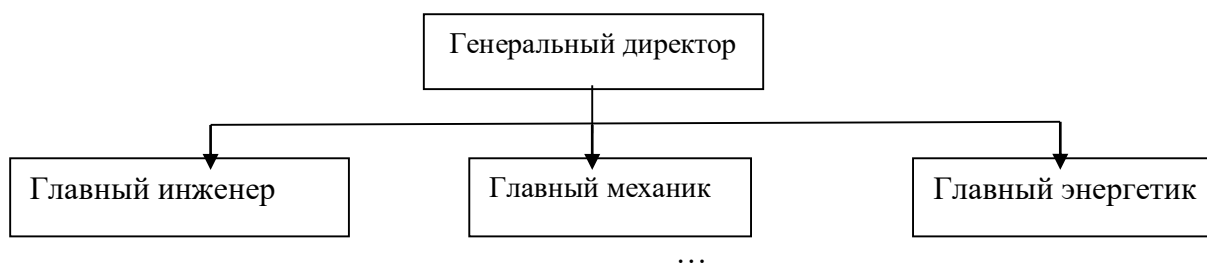 Генеральный директор
Главный инженер
Главный механик
Главный энергетик
…